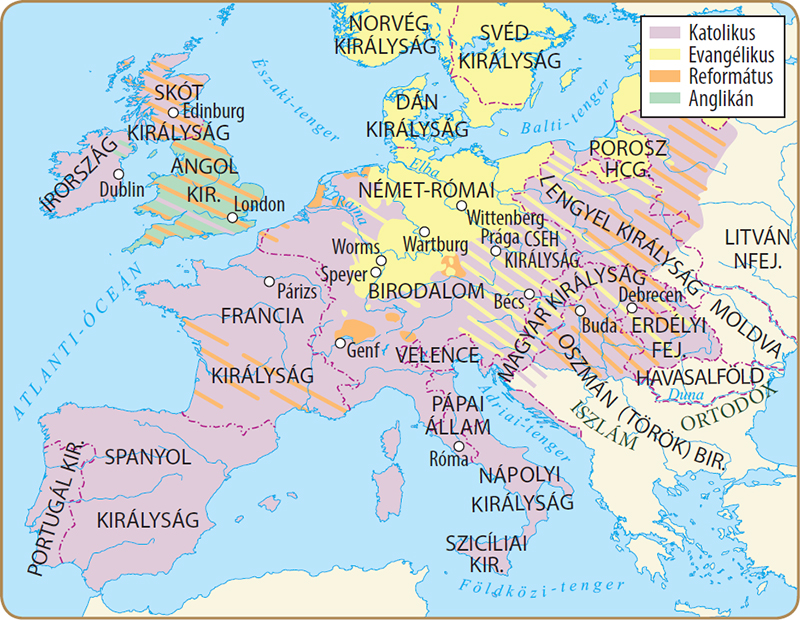 NORVÉG
KIRÁLYSÁG
SVÉD
KIRÁLYSÁG
Katolikus
Evangélikus
Református
Anglikán
Északi-tenger
DÁN
KIRÁLYSÁG
Balti-tenger
SKÓT
Edinburg
KIRÁLYSÁG
ÍRORSZÁG
Dublin
ANGOL
KIR.
London
POROSZ
HCG.
Elba
NÉMET-RÓMAI
Rajna
Wittenberg
Wartburg
Worms
Speyer
Prága
CSEH
KIRÁLYSÁG
LENGYEL KIRÁLYSÁG
LITVÁN
NFEJ.
BIRODALOM
Bécs
MAGYAR KIRÁLYSÁG
Debrecen
Buda
ERDÉLYI
FEJ.
MOLDVA
ATLANTI-ÓCEÁN
Párizs
FRANCIA
KIRÁLYSÁG
Genf
VELENCE
HAVASALFÖLD
Duna
ORTODOX
OSZMÁN (TÖRÖK) BIR.
ISZLÁM
Adriai-tenger
PÁPAI
ÁLLAM
Róma
NÁPOLYI
KIRÁLYSÁG
SZICÍLIAI
KIR.
Földközi-tenger
PORTUGÁL KIR.
SPANYOL
KIRÁLYSÁG